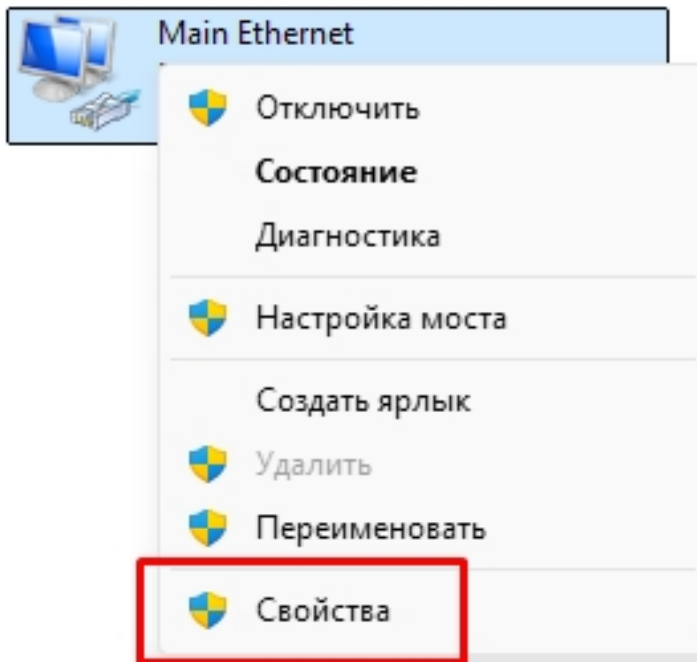 Main Ethernet
Отключить
Состояние
Диагностика
Настройка моста
Создать ярлык
Удалить
Переименовать
Свойства